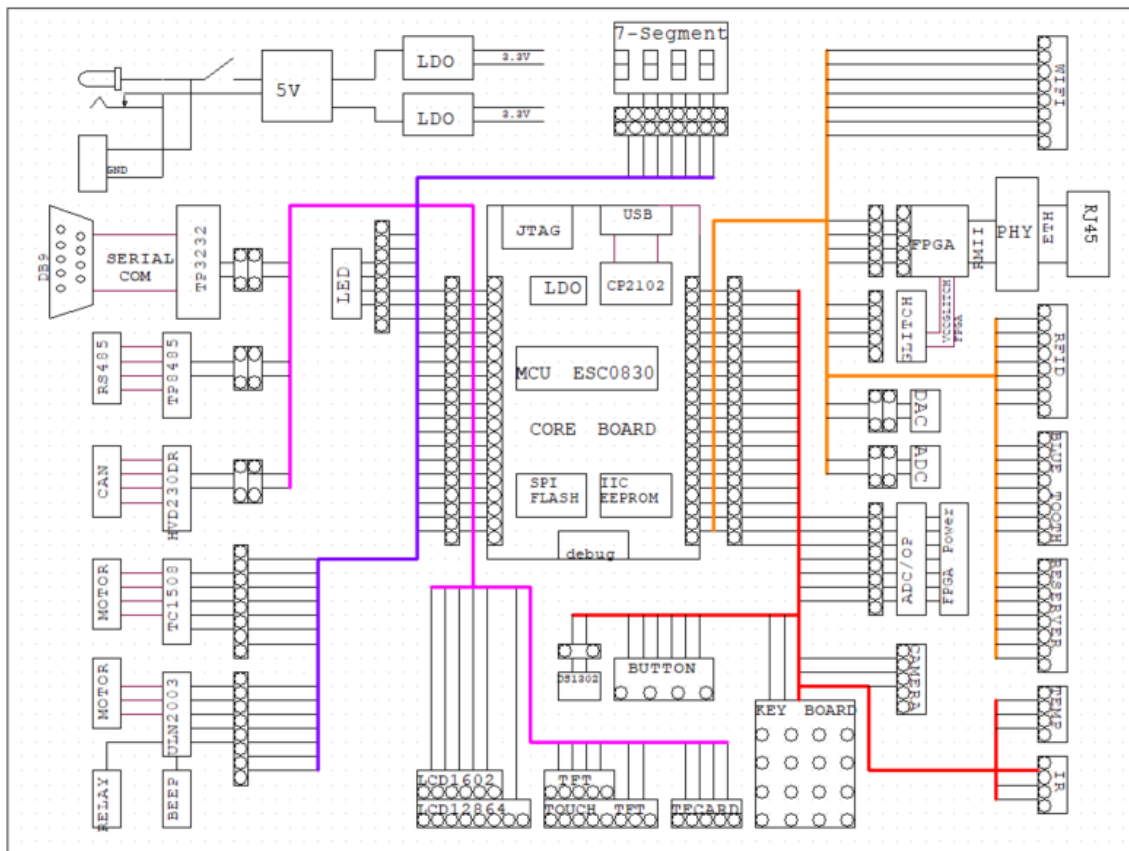 7-Segment
LDO
3.3V
5V
LDO
3.3V
WIFI
GND
JTAG
USB
FPGA
RMII
PHY
ETH
RJ45
DB9
SERIAL
COM
TP3232
LED
LDO
CP2102
GLITCH
VCCGLITCH
FPGA
RFID
RS485
TP8485
MCU ESC0830
DAC
CORE BOARD
ADC
BLUE TOOTH
CAN
HVD230DR
SPI
FLASH
IIC
EEPROM
debug
ADC/OP
FPGA Power
MOTOR
TC1508
RESERVER
BUTTON
DS1302
CAMERA
MOTOR
ULN2003
KEY BOARD
TEMP
RELAY
BEEP
LCD1602
TFT
IR
LCD12864
TOUCH TFT
TFCARD